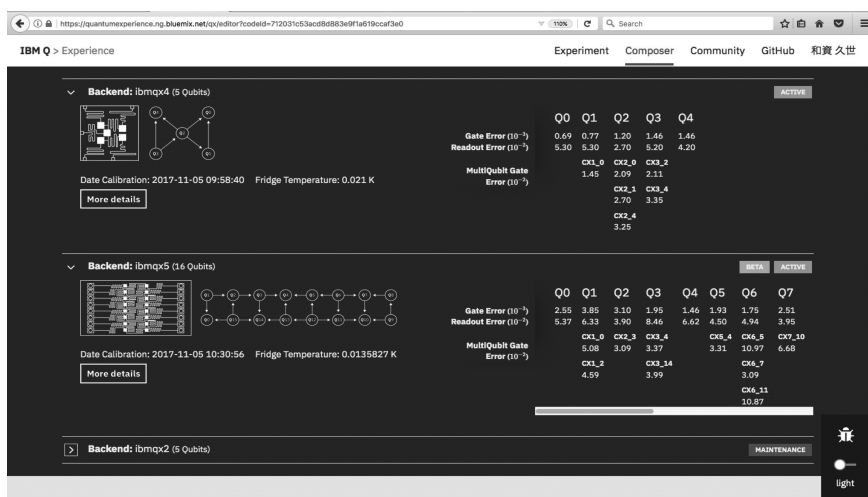 https://quantumexperience.ng.bluemix.net/qx/editor?codeId=712031c53acd8d883e9f1a619ccaf3e0
110%
Search
IBM Q > Experience
Experiment Composer Community GitHub 和資 久世
Backend: ibmqx4 (5 Qubits)
ACTIVE
Q0 Q1 Q2 Q3 Q4
Gate Error (10⁻³) 0.69 0.77 1.20 1.46 1.46
Readout Error (10⁻²) 5.30 5.30 2.70 5.20 4.20
CX1_0 CX2_0 CX3_2
MultiQubit Gate Error (10⁻²)
1.45 2.09 2.11
CX2_1 CX3_4
2.70 3.35
CX2_4
3.25
Date Calibration: 2017-11-05 09:58:40 Fridge Temperature: 0.021 K
More details
Backend: ibmqx5 (16 Qubits)
BETA ACTIVE
Q0 Q1 Q2 Q3 Q4 Q5 Q6 Q7
Gate Error (10⁻³) 2.55 3.85 3.10 1.95 1.46 1.93 1.75 2.51
Readout Error (10⁻²) 5.37 6.33 3.90 8.46 6.62 4.50 4.94 3.95
CX1_0 CX2_3 CX3_4 CX5_4 CX6_5 CX7_10
MultiQubit Gate Error (10⁻²)
5.08 3.09 3.37 3.31 10.97 6.68
CX1_2 CX3_14 CX6_7
4.59 3.99 3.09
CX6_11
10.87
Date Calibration: 2017-11-05 10:30:56 Fridge Temperature: 0.0135827 K
More details
Backend: ibmqx2 (5 Qubits)
MAINTENANCE
light